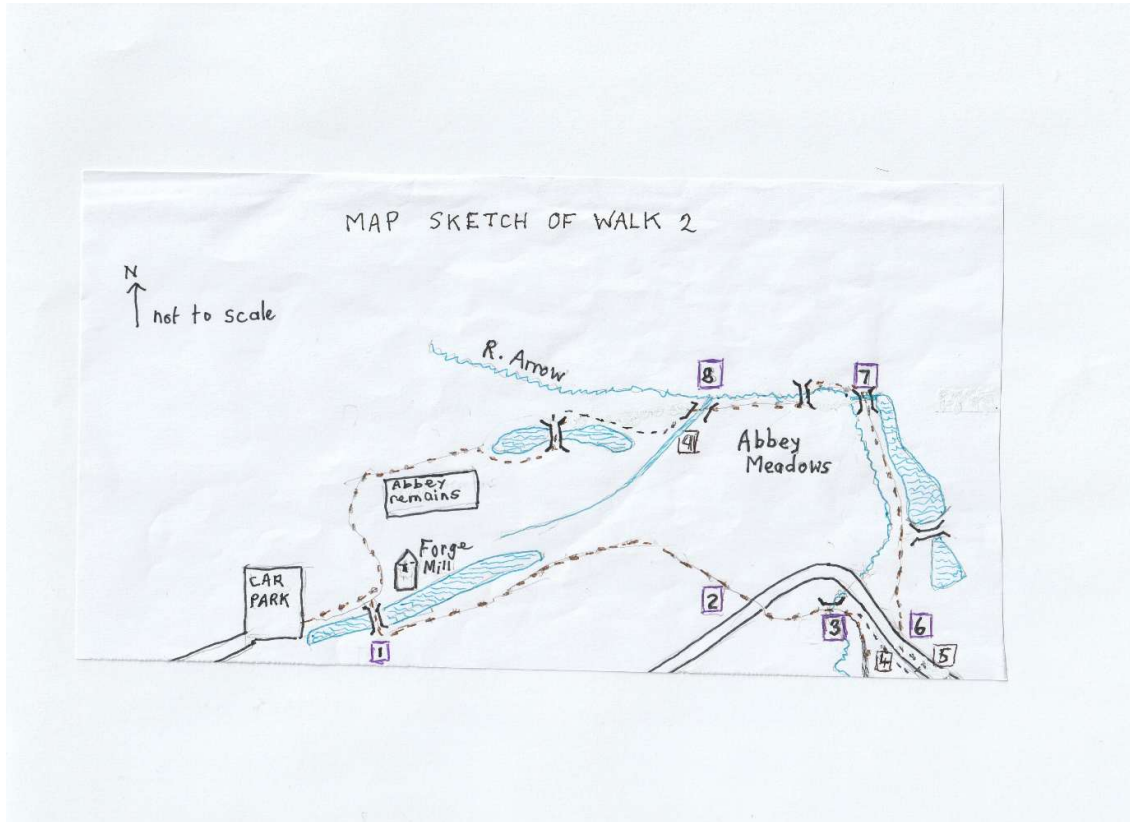 MAP SKETCH OF WALK 2
N
not to scale
R. Arrow
8
7
9
Abbey
Meadows
Abbey
remains
Forge
Mill
CAR
PARK
2
3
6
1
4
5